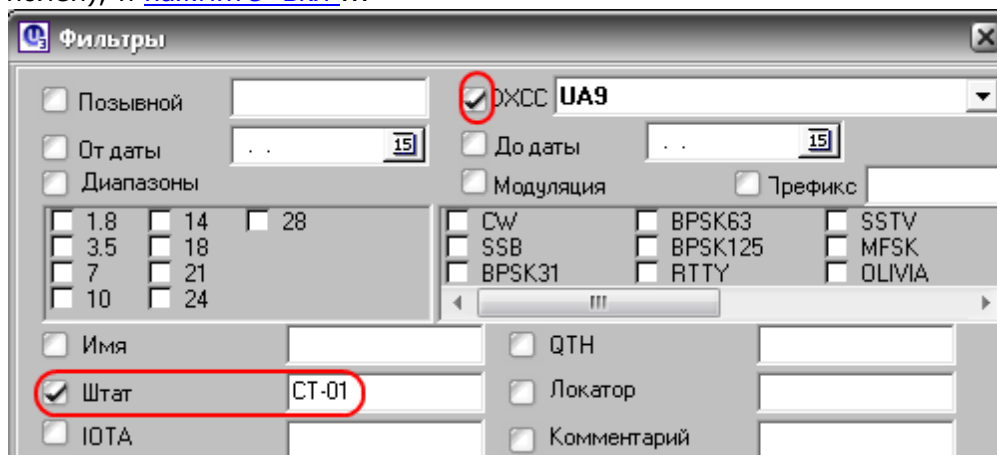 Фильтры
Позывной DXCC UA9
От даты . . 15 До даты . . 15
Диапазоны Модуляция Префикс
1.8 14 28 CW BPSK63 SSTV
3.5 18 SSB BPSK125 MFSK
7 21 BPSK31 RTTY OLIVIA
10 24
Имя QTH
Штат CT-01 Локатор
IOTA Комментарий